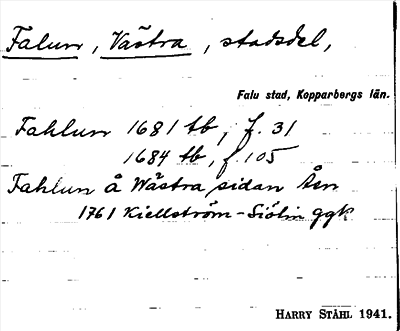 Falun, Västra, stadsdel,
Falu stad, Kopparbergs län.
Fahlun 1681 tb, f. 31
1684 tb, f. 105
Fahlun å Wästra sidan Åen
1761 Kiellström-Siölin ggk
HARRY STÅHL 1941.